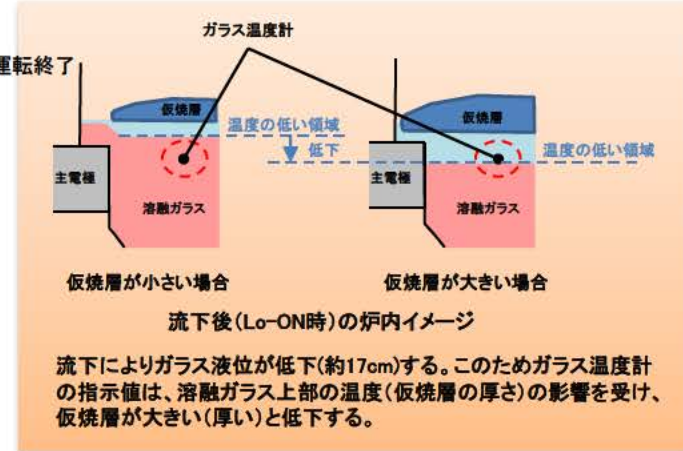 ガラス温度計
運転終了
仮焼層
仮焼層
温度の低い領域
低下
温度の低い領域
主電極
主電極
溶融ガラス
溶融ガラス
仮焼層が小さい場合
仮焼層が大きい場合
流下後(Lo-ON時)の炉内イメージ
流下によりガラス液位が低下(約17cm)する。このためガラス温度計
の指示値は、溶融ガラス上部の温度(仮焼層の厚さ)の影響を受け、
仮焼層が大きい(厚い)と低下する。